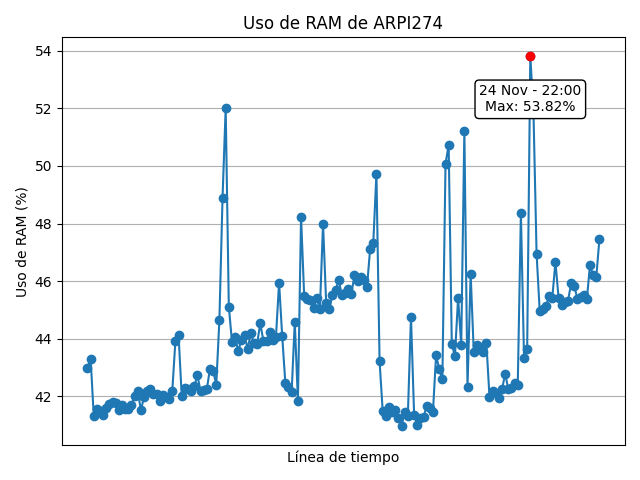 Uso de RAM de ARPI274
54
52
50
48
46
44
42
Uso de RAM (%)
24 Nov - 22:00
Max: 53.82%
Línea de tiempo